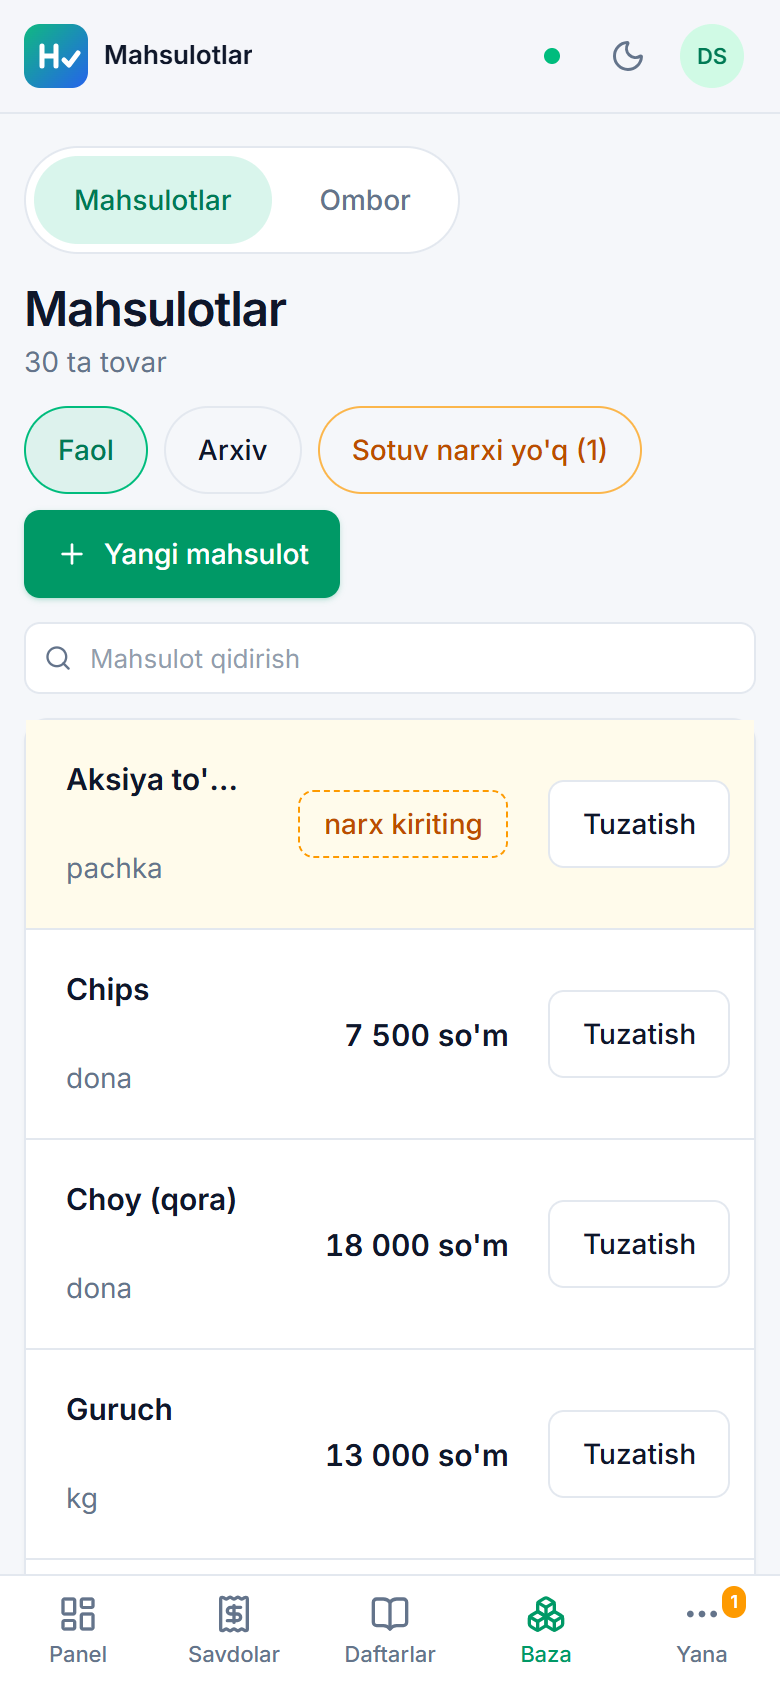 H✓ Mahsulotlar DS
Mahsulotlar Ombor
Mahsulotlar
30 ta tovar
Faol Arxiv Sotuv narxi yo'q (1)
+ Yangi mahsulot
Mahsulot qidirish
Aksiya to'...
narx kiriting Tuzatish
pachka
Chips
7 500 so'm Tuzatish
dona
Choy (qora)
18 000 so'm Tuzatish
dona
Guruch
13 000 so'm Tuzatish
kg
1
Panel Savdolar Daftarlar Baza Yana